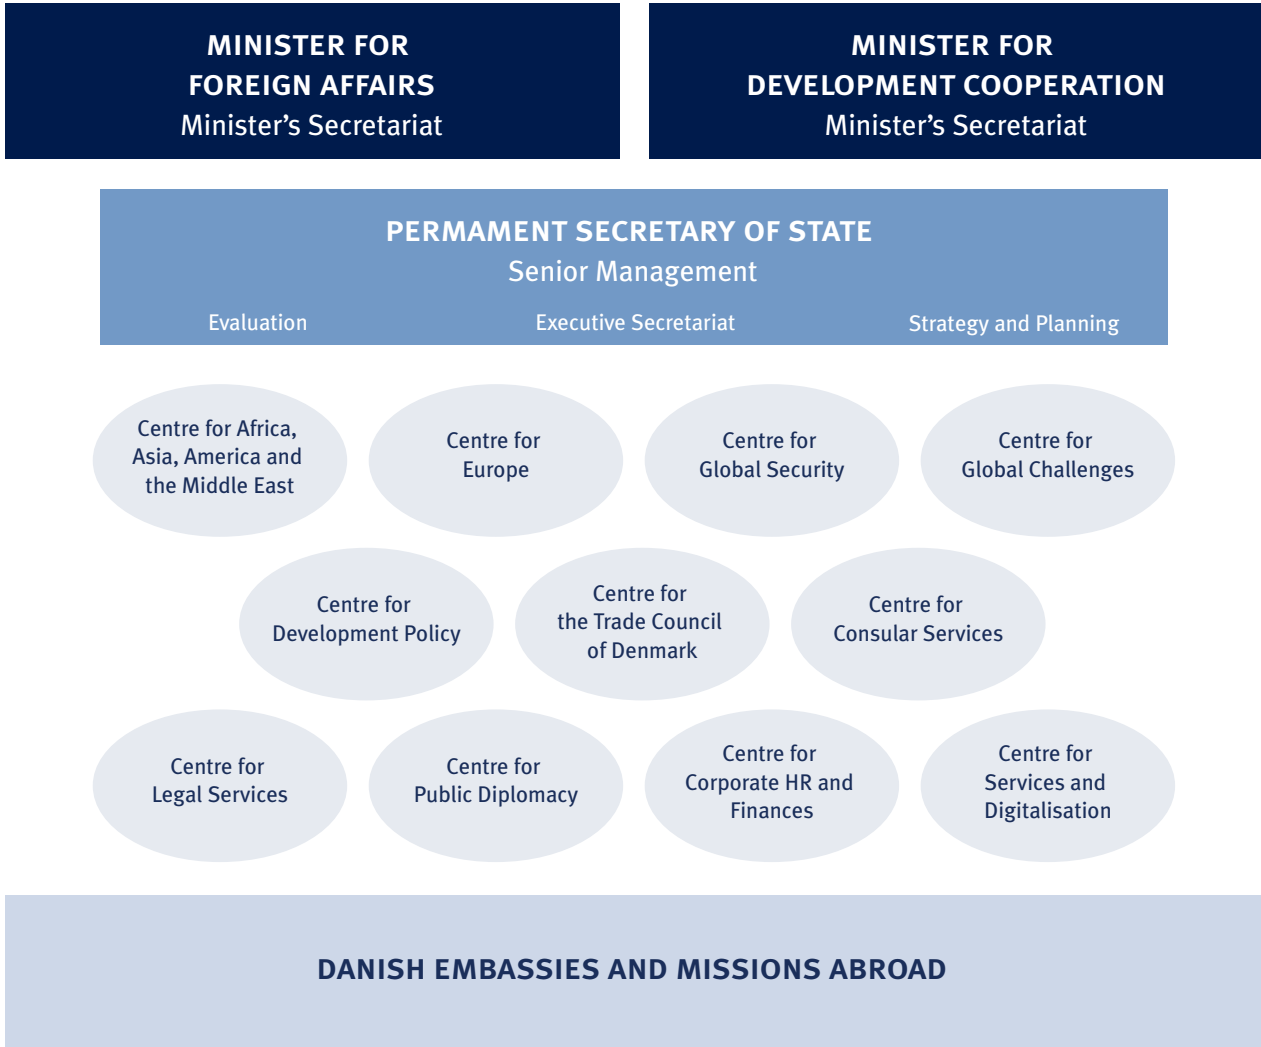 MINISTER FOR
FOREIGN AFFAIRS
Minister's Secretariat
MINISTER FOR
DEVELOPMENT COOPERATION
Minister's Secretariat
PERMAMENT SECRETARY OF STATE
Senior Management
Evaluation
Executive Secretariat
Strategy and Planning
Centre for Africa,
Asia, America and
the Middle East
Centre for
Europe
Centre for
Global Security
Centre for
Global Challenges
Centre for
Development Policy
Centre for
the Trade Council
of Denmark
Centre for
Consular Services
Centre for
Legal Services
Centre for
Public Diplomacy
Centre for
Corporate HR and
Finances
Centre for
Services and
Digitalisation
DANISH EMBASSIES AND MISSIONS ABROAD